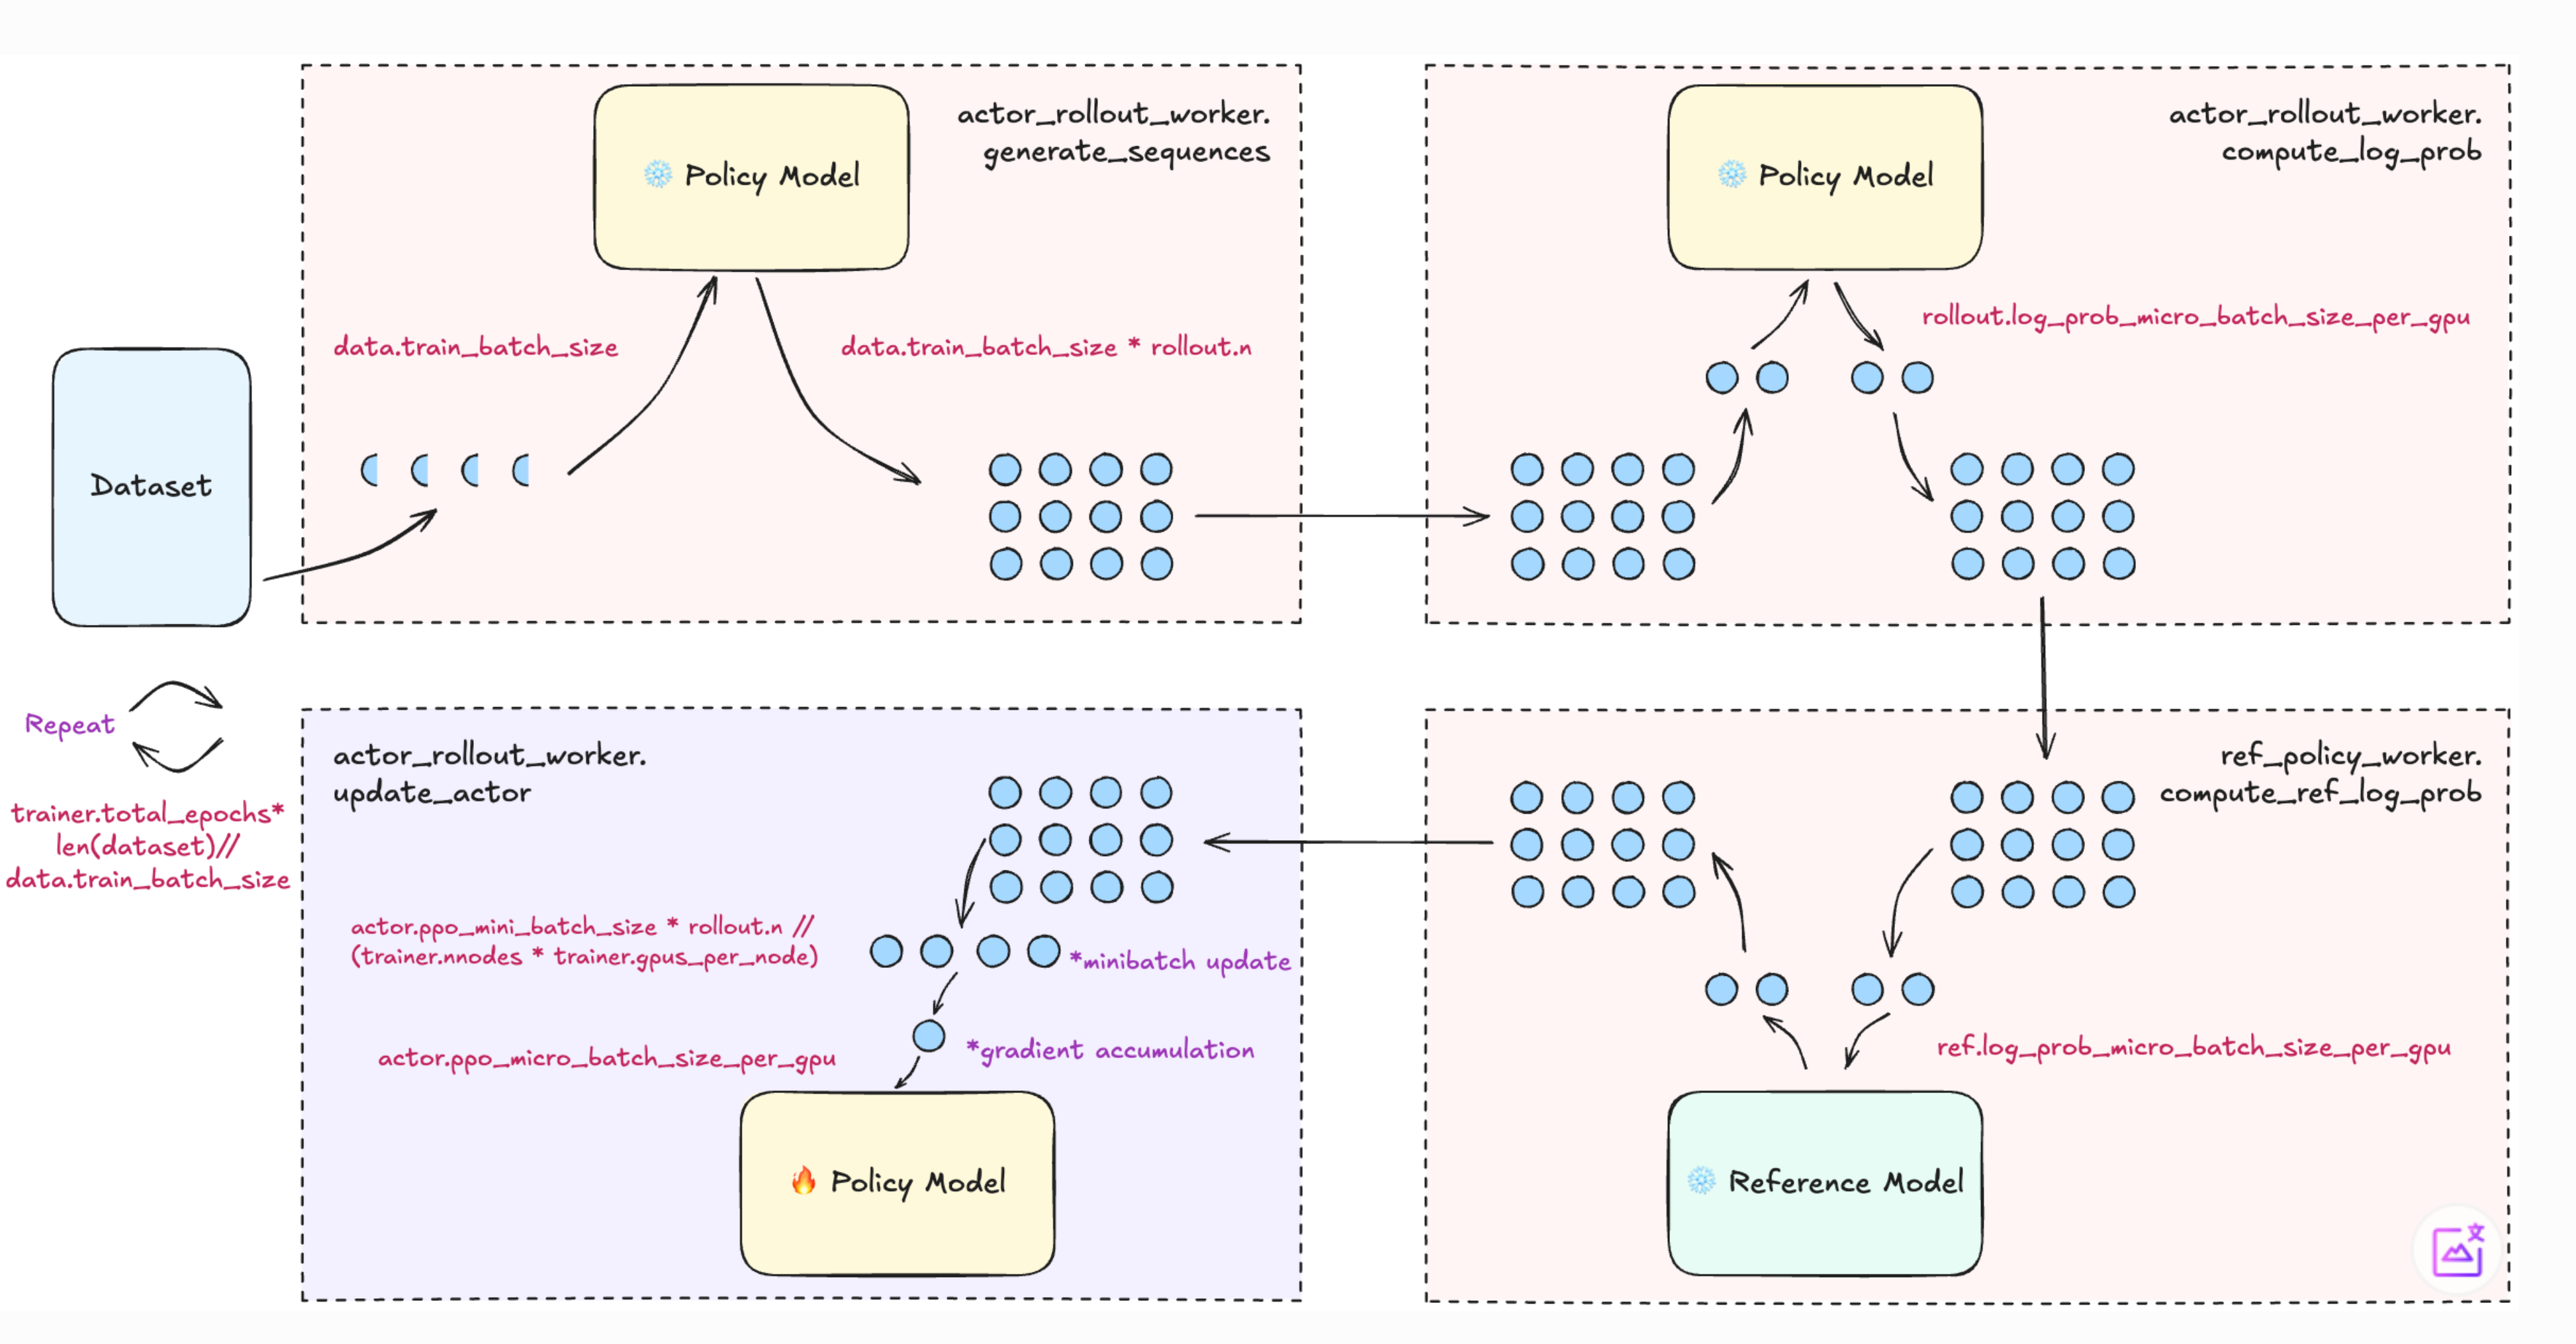 actor_rollout_worker.
generate_sequences
Policy Model
data.train_batch_size
data.train_batch_size * rollout.n
Dataset
actor_rollout_worker.
compute_log_prob
Policy Model
rollout.log_prob_micro_batch_size_per_gpu
Repeat
trainer.total_epochs*
len(dataset)//
data.train_batch_size
actor_rollout_worker.
update_actor
actor.ppo_mini_batch_size * rollout.n //
(trainer.nnodes * trainer.gpus_per_node)
*minibatch update
actor.ppo_micro_batch_size_per_gpu
*gradient accumulation
Policy Model
ref_policy_worker.
compute_ref_log_prob
ref.log_prob_micro_batch_size_per_gpu
Reference Model
文